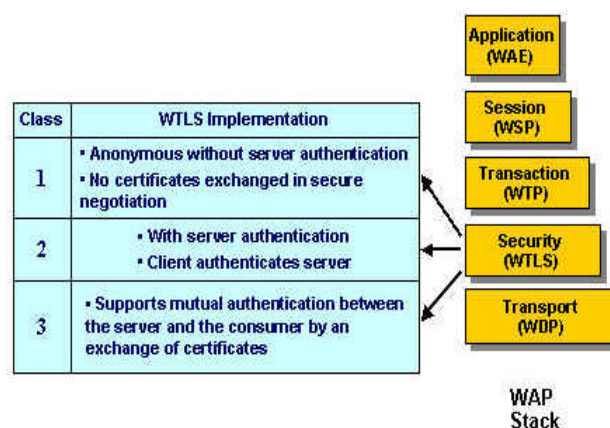 Class
WTLS Implementation
1
▪ Anonymous without server authentication
▪ No certificates exchanged in secure
negotiation
2
▪ With server authentication
▪ Client authenticates server
3
▪ Supports mutual authentication between
the server and the consumer by an
exchange of certificates
Application
(WAE)
Session
(WSP)
Transaction
(WTP)
Security
(WTLS)
Transport
(WDP)
WAP
Stack